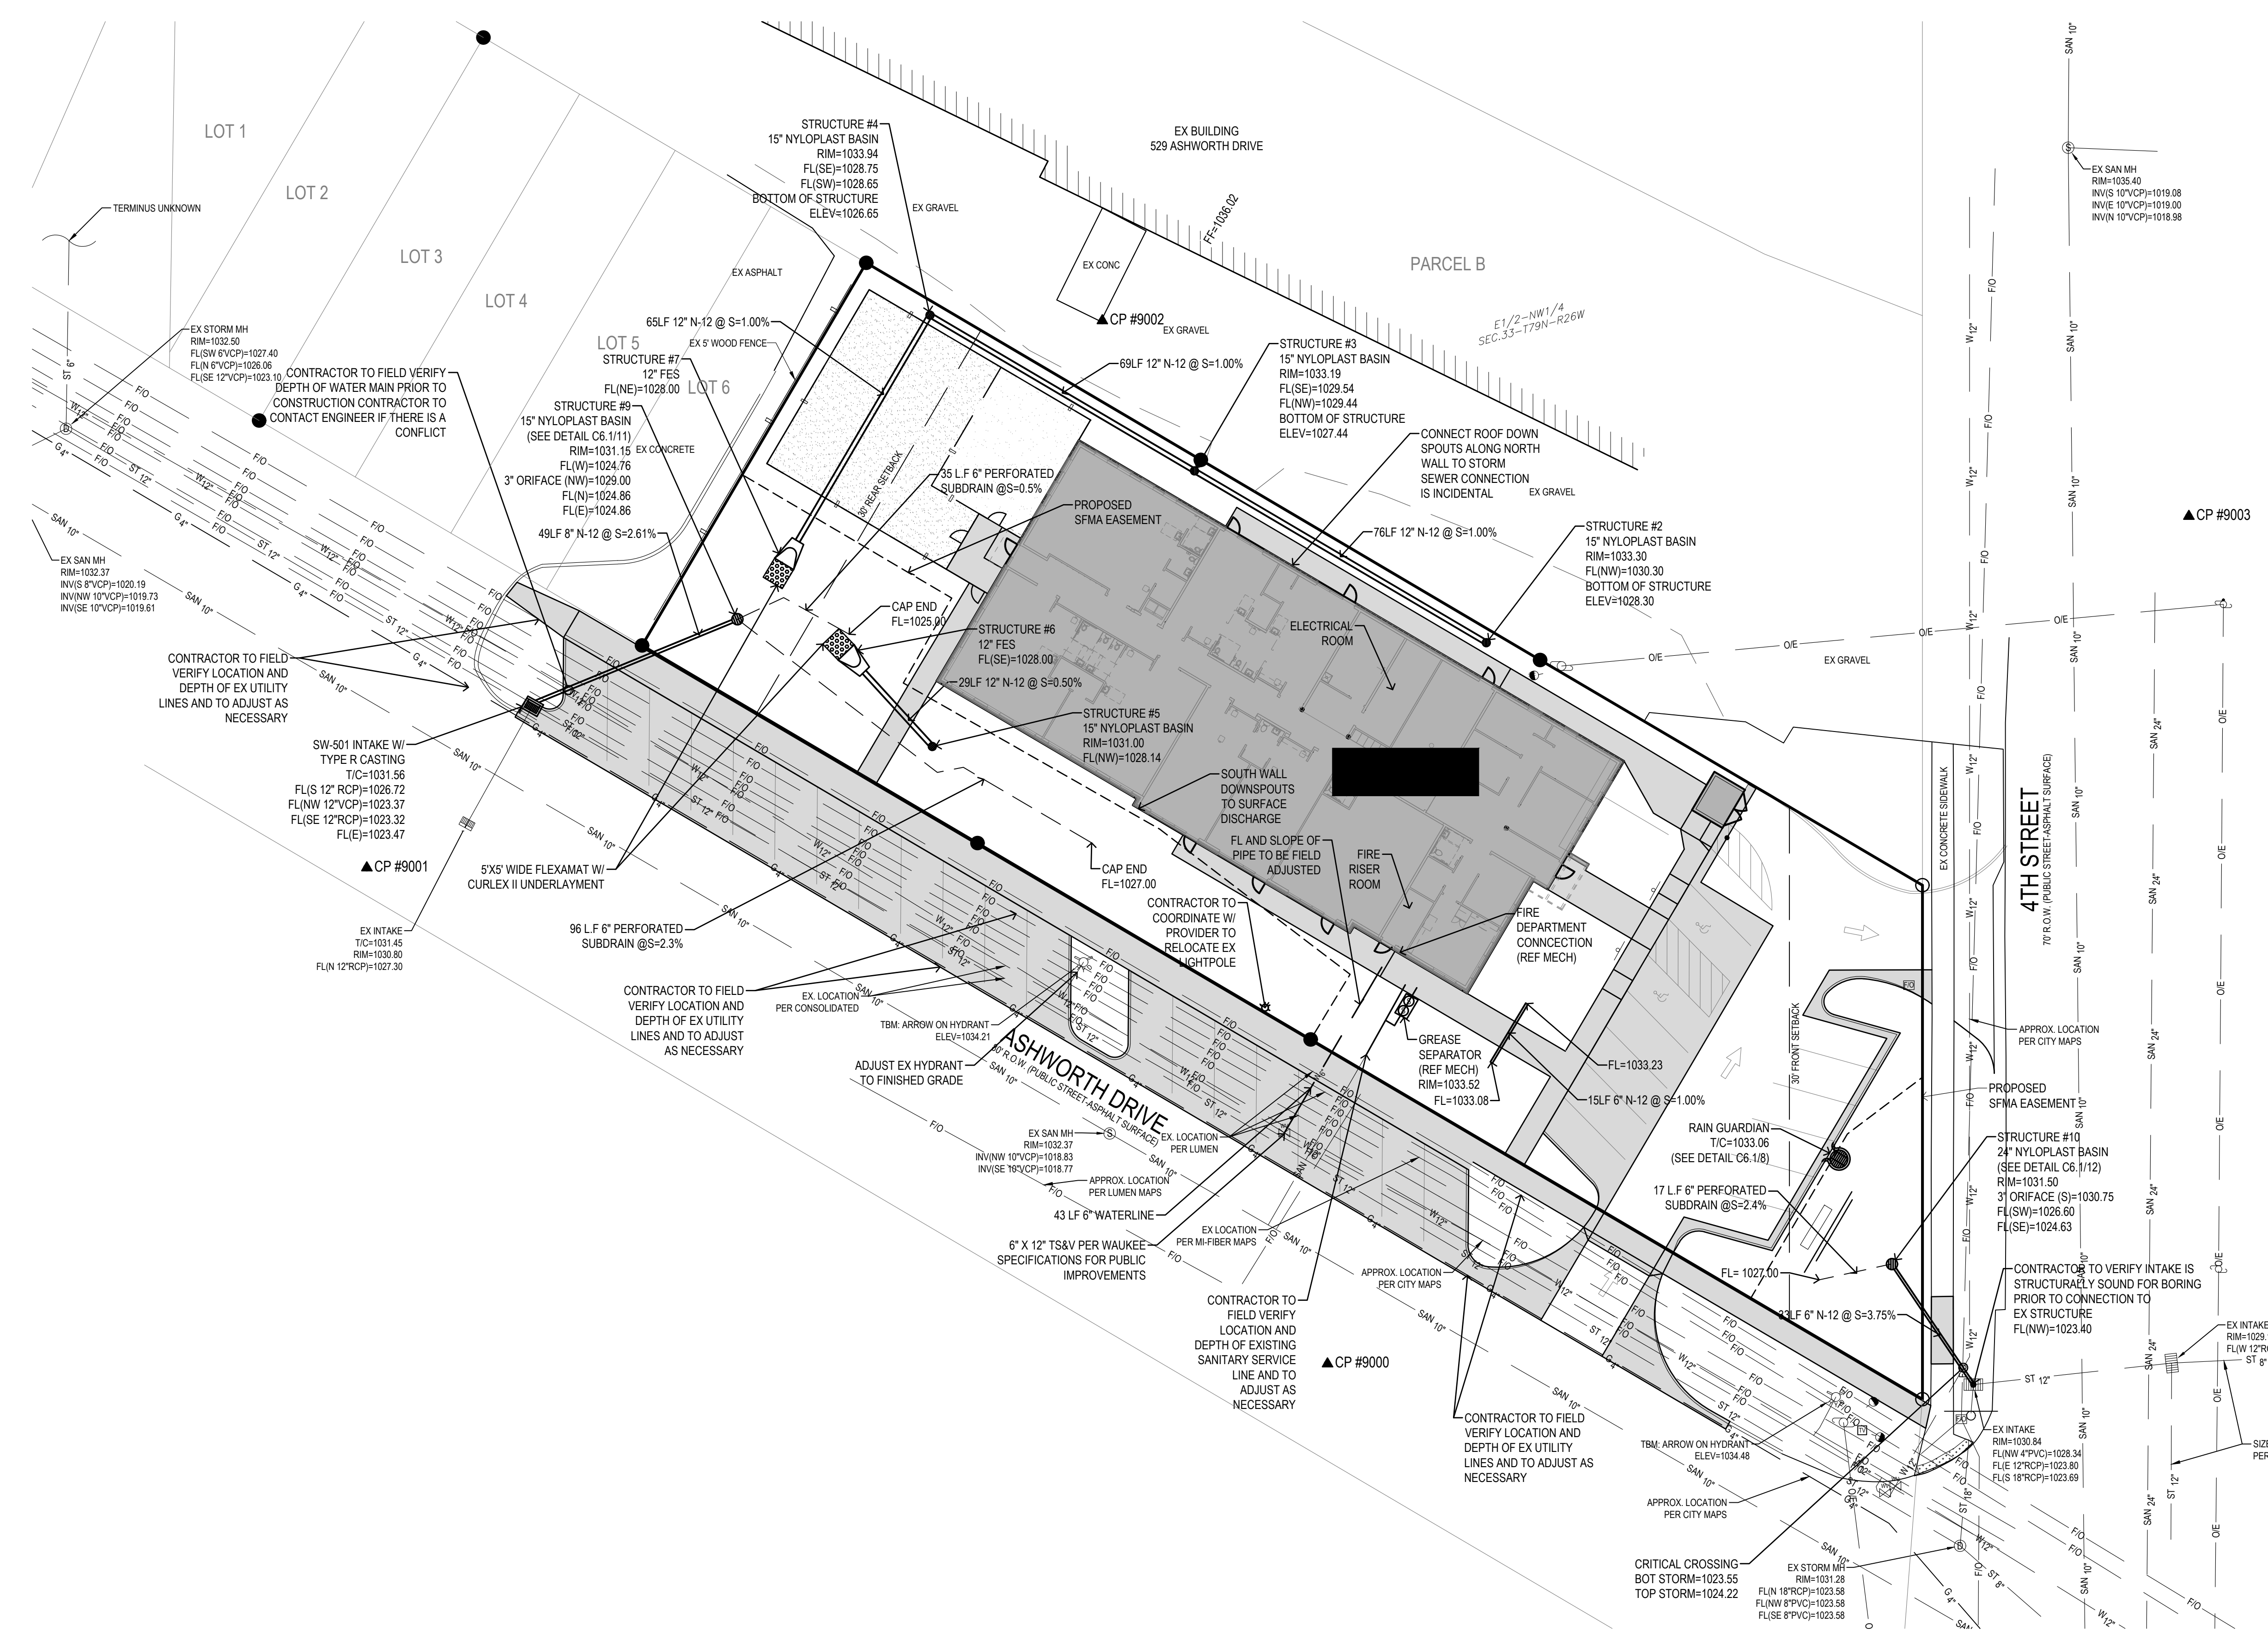 LOT 1
LOT 2
LOT 3
LOT 4
LOT 5
LOT 6
TERMINUS UNKNOWN
EX STORM MH
RIM=1032.50
FL(SW 6"VCP)=1027.40
FL(N 6"VCP)=1026.06
FL(SE 12"VCP)=1023.10
CONTRACTOR TO FIELD VERIFY
DEPTH OF WATER MAIN PRIOR TO
CONSTRUCTION CONTRACTOR TO
CONTACT ENGINEER IF THERE IS A
CONFLICT
STRUCTURE #4
15" NYLOPLAST BASIN
RIM=1033.94
FL(SE)=1028.75
FL(SW)=1028.65
BOTTOM OF STRUCTURE
ELEV=1026.65
EX GRAVEL
EX ASPHALT
65LF 12" N-12 @ S=1.00%
EX 5' WOOD FENCE
STRUCTURE #7
12" FES
FL(NE)=1028.00
STRUCTURE #9
15" NYLOPLAST BASIN
(SEE DETAIL C6.1/11)
RIM=1031.15
FL(W)=1024.76
3" ORIFACE (NW)=1029.00
FL(N)=1024.86
FL(E)=1024.86
EX CONCRETE
49LF 8" N-12 @ S=2.61%
EX BUILDING
529 ASHWORTH DRIVE
FF=1036.02
EX CONC
CP #9002
EX GRAVEL
PARCEL B
E1/2-NW1/4
SEC.33-T79N-R26W
69LF 12" N-12 @ S=1.00%
STRUCTURE #3
15" NYLOPLAST BASIN
RIM=1033.19
FL(SE)=1029.54
FL(NW)=1029.44
BOTTOM OF STRUCTURE
ELEV=1027.44
CONNECT ROOF DOWN
SPOUTS ALONG NORTH
WALL TO STORM
SEWER CONNECTION
IS INCIDENTAL
EX GRAVEL
76LF 12" N-12 @ S=1.00%
STRUCTURE #2
15" NYLOPLAST BASIN
RIM=1033.30
FL(NW)=1030.30
BOTTOM OF STRUCTURE
ELEV=1028.30
EX SAN MH
RIM=1035.40
INV(S 10"VCP)=1019.08
INV(E 10"VCP)=1019.00
INV(N 10"VCP)=1018.98
CP #9003
EX GRAVEL
30' REAR SETBACK
35 L.F 6" PERFORATED
SUBDRAIN @S=0.5%
PROPOSED
SFMA EASEMENT
CAP END
FL=1025.00
STRUCTURE #6
12" FES
FL(SE)=1028.00
29LF 12" N-12 @ S=0.50%
STRUCTURE #5
15" NYLOPLAST BASIN
RIM=1031.00
FL(NW)=1028.14
ELECTRICAL
ROOM
EX SAN MH
RIM=1032.37
INV(S 8"VCP)=1020.19
INV(NW 10"VCP)=1019.73
INV(SE 10"VCP)=1019.61
CONTRACTOR TO FIELD
VERIFY LOCATION AND
DEPTH OF EX UTILITY
LINES AND TO ADJUST AS
NECESSARY
SW-501 INTAKE W/
TYPE R CASTING
T/C=1031.56
FL(S 12" RCP)=1026.72
FL(NW 12"VCP)=1023.37
FL(SE 12"RCP)=1023.32
FL(E)=1023.47
CP #9001
5'X5' WIDE FLEXAMAT W/
CURLEX II UNDERLAYMENT
EX INTAKE
T/C=1031.45
RIM=1030.80
FL(N 12"RCP)=1027.30
96 L.F 6" PERFORATED
SUBDRAIN @S=2.3%
CONTRACTOR TO FIELD
VERIFY LOCATION AND
DEPTH OF EX UTILITY
LINES AND TO ADJUST
AS NECESSARY
EX. LOCATION
PER CONSOLIDATED
TBM: ARROW ON HYDRANT
ELEV=1034.21
ADJUST EX HYDRANT
TO FINISHED GRADE
SOUTH WALL
DOWNSPOUTS
TO SURFACE
DISCHARGE
FL AND SLOPE OF
PIPE TO BE FIELD
ADJUSTED
FIRE
RISER
ROOM
CAP END
FL=1027.00
CONTRACTOR TO
COORDINATE W/
PROVIDER TO
RELOCATE EX
LIGHTPOLE
FIRE
DEPARTMENT
CONNCECTION
(REF MECH)
GREASE
SEPARATOR
(REF MECH)
RIM=1033.52
FL=1033.08
FL=1033.23
15LF 6" N-12 @ S=1.00%
ASHWORTH DRIVE
80' R.O.W. (PUBLIC STREET-ASPHALT SURFACE)
EX SAN MH
RIM=1032.37
INV(NW 10"VCP)=1018.83
INV(SE 10"VCP)=1018.77
EX. LOCATION
PER LUMEN
APPROX. LOCATION
PER LUMEN MAPS
43 LF 6" WATERLINE
6" X 12" TS&V PER WAUKEE
SPECIFICATIONS FOR PUBLIC
IMPROVEMENTS
EX LOCATION
PER MI-FIBER MAPS
CONTRACTOR TO
FIELD VERIFY
LOCATION AND
DEPTH OF EXISTING
SANITARY SERVICE
LINE AND TO
ADJUST AS
NECESSARY
CP #9000
APPROX. LOCATION
PER CITY MAPS
CONTRACTOR TO FIELD
VERIFY LOCATION AND
DEPTH OF EX UTILITY
LINES AND TO ADJUST AS
NECESSARY
EX CONCRETE SIDEWALK
4TH STREET
70' R.O.W. (PUBLIC STREET-ASPHALT SURFACE)
30' FRONT SETBACK
APPROX. LOCATION
PER CITY MAPS
PROPOSED
SFMA EASEMENT
RAIN GUARDIAN
T/C=1033.06
(SEE DETAIL C6.1/8)
17 L.F 6" PERFORATED
SUBDRAIN @S=2.4%
FL= 1027.00
33LF 6" N-12 @ S=3.75%
STRUCTURE #10
24" NYLOPLAST BASIN
(SEE DETAIL C6.1/12)
RIM=1031.50
3" ORIFACE (S)=1030.75
FL(SW)=1026.60
FL(SE)=1024.63
CONTRACTOR TO VERIFY INTAKE IS
STRUCTURALLY SOUND FOR BORING
PRIOR TO CONNECTION TO
EX STRUCTURE
FL(NW)=1023.40
EX INTAKE
RIM=1029.
FL(W 12"R
ST 8"
ST 12"
EX INTAKE
RIM=1030.84
FL(NW 4"PVC)=1028.34
FL(E 12"RCP)=1023.80
FL(S 18"RCP)=1023.69
SIZE
PER
TBM: ARROW ON HYDRANT
ELEV=1034.48
APPROX. LOCATION
PER CITY MAPS
CRITICAL CROSSING
BOT STORM=1023.55
TOP STORM=1024.22
EX STORM MH
RIM=1031.28
FL(N 18"RCP)=1023.58
FL(NW 8"PVC)=1023.58
FL(SE 8"PVC)=1023.58